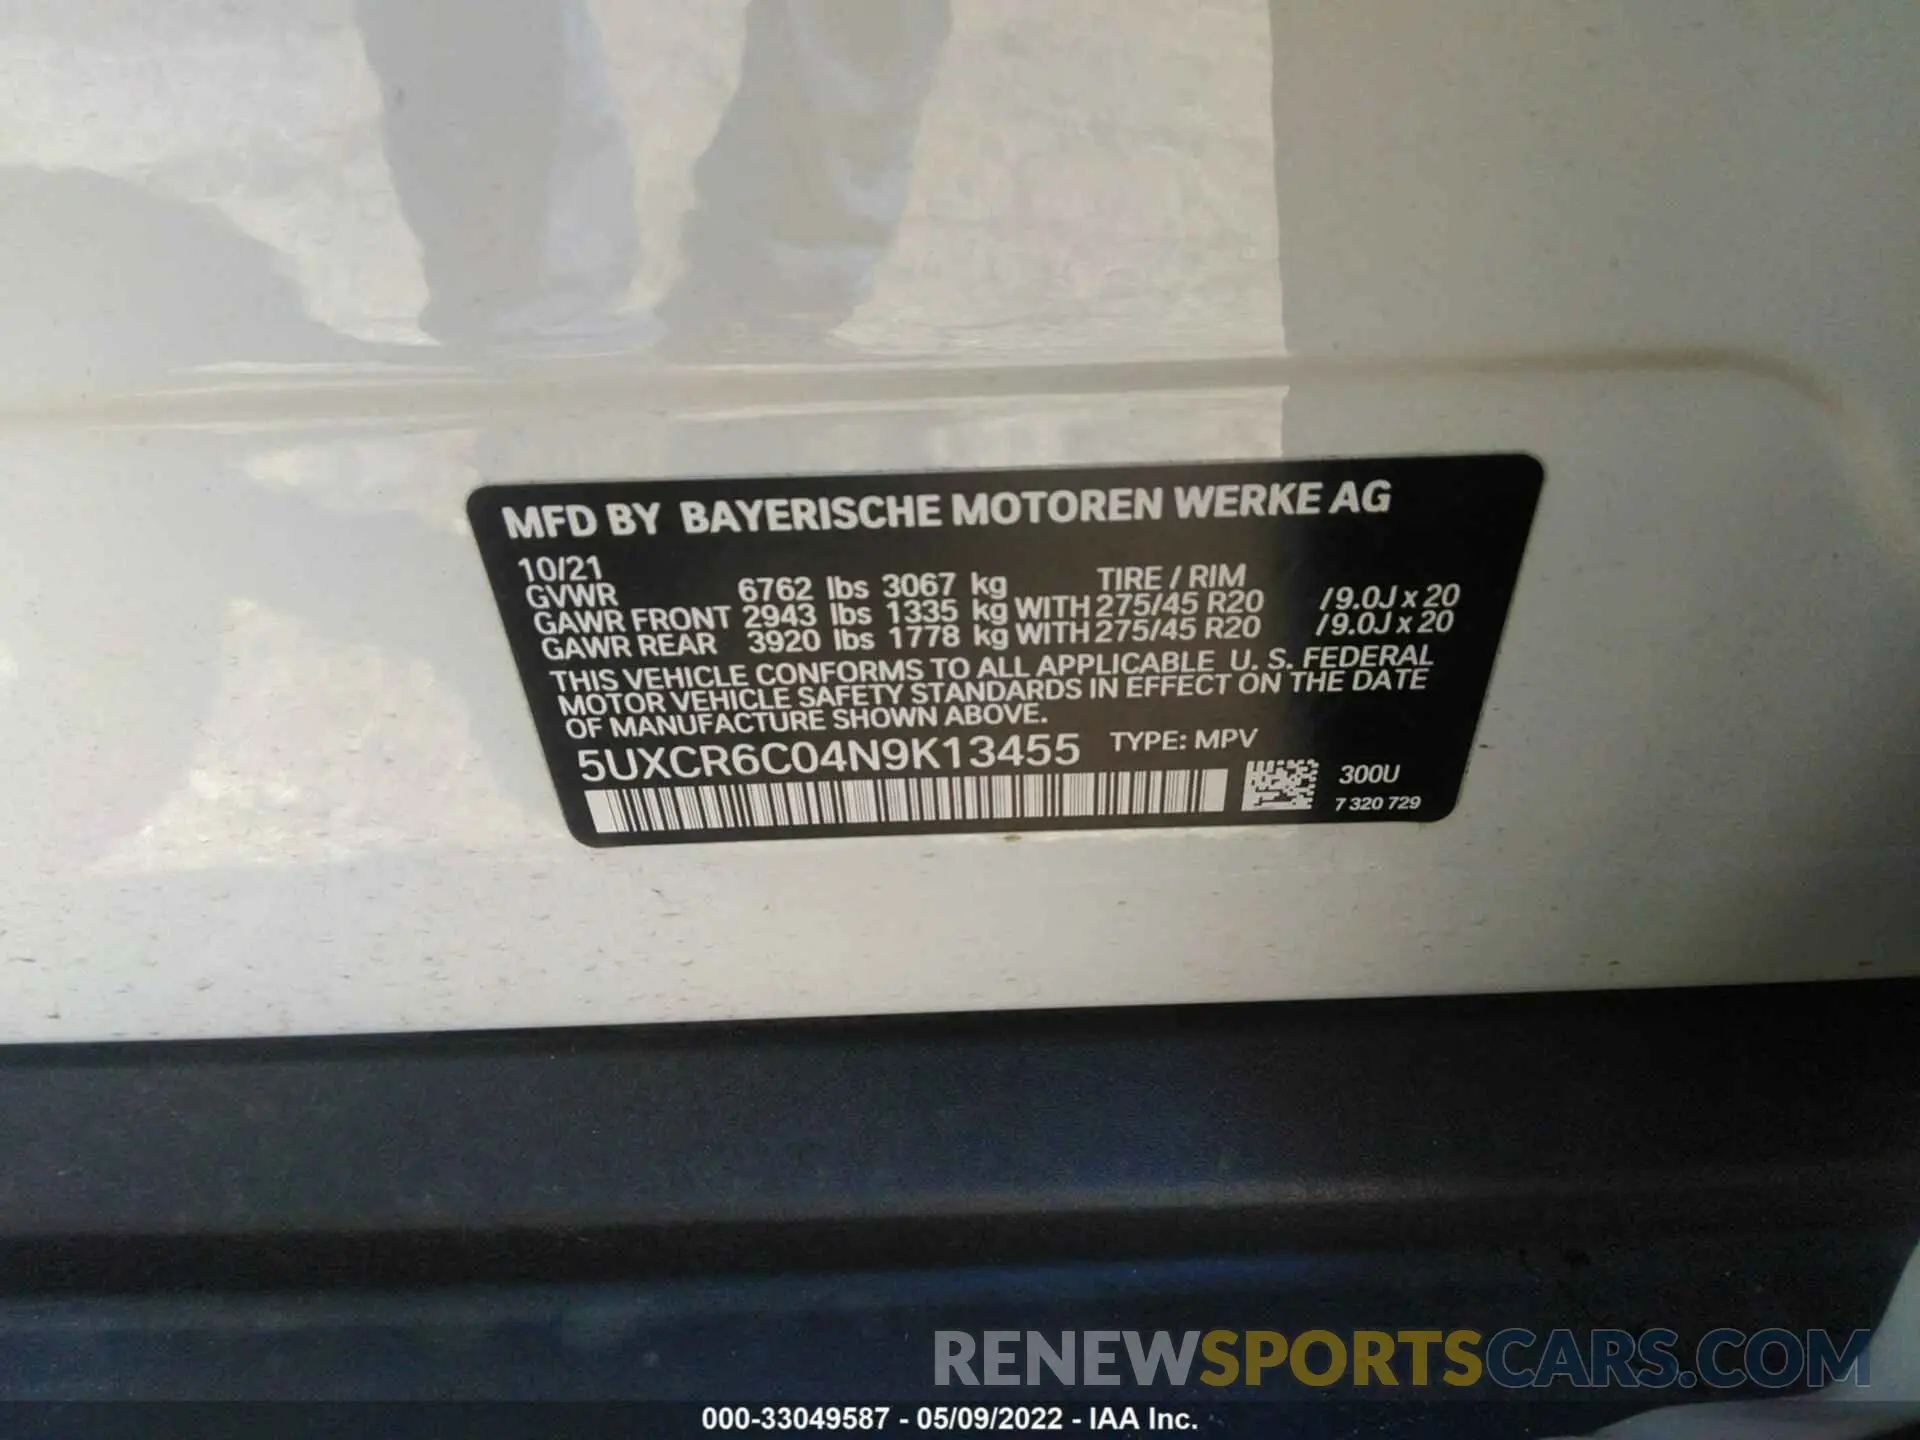 MFD BY BAYERISCHE MOTOREN WERKE AG
10/21
TIRE / RIM
GVWR 6762 lbs 3067 kg
GAWR FRONT 2943 lbs 1335 kg WITH 275/45 R20 /9.0J x 20
GAWR REAR 3920 lbs 1778 kg WITH 275/45 R20 /9.0J x 20
THIS VEHICLE CONFORMS TO ALL APPLICABLE U. S. FEDERAL
MOTOR VEHICLE SAFETY STANDARDS IN EFFECT ON THE DATE
OF MANUFACTURE SHOWN ABOVE.
5UXCR6C04N9K13455 TYPE: MPV
300U
7 320 729
RENEWSPORTSCARS.COM
000-33049587 - 05/09/2022 - IAA Inc.